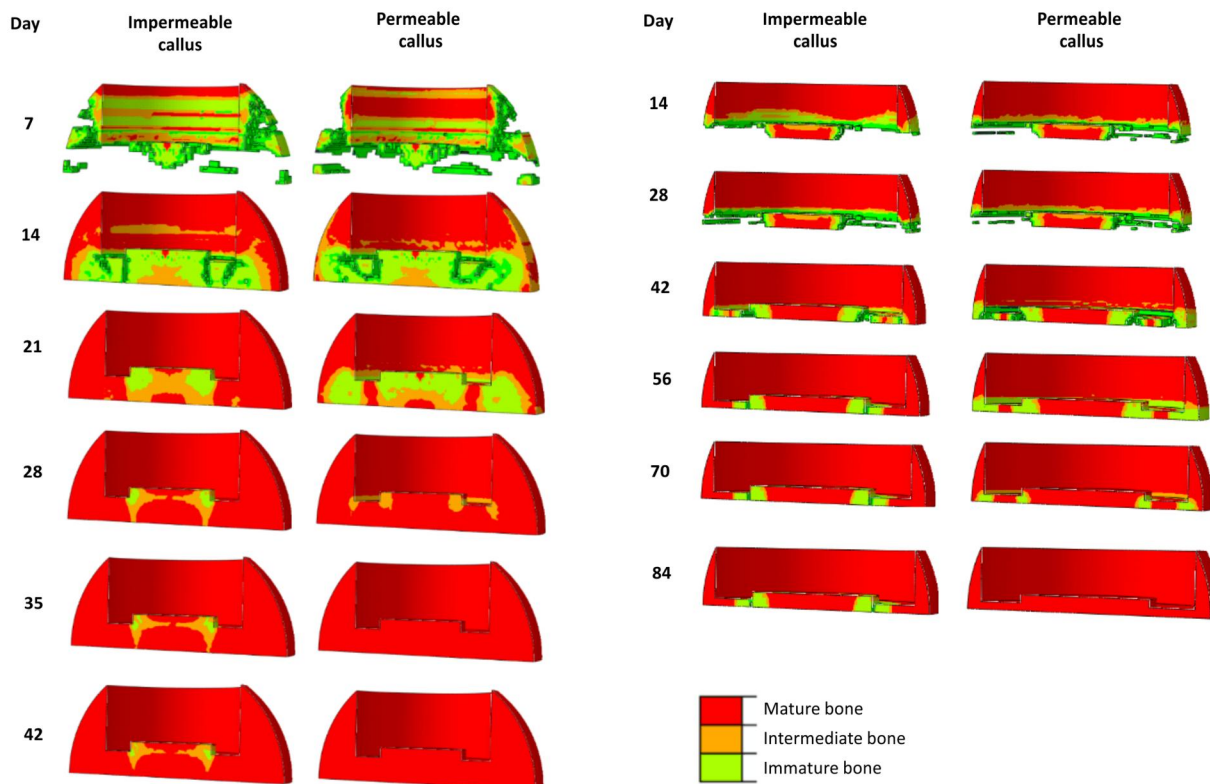 Day
Impermeable
callus
Permeable
callus
7
14
21
28
35
42
Impermeable
callus
Permeable
callus
14
28
42
56
70
84
Mature bone
Intermediate bone
Immature bone